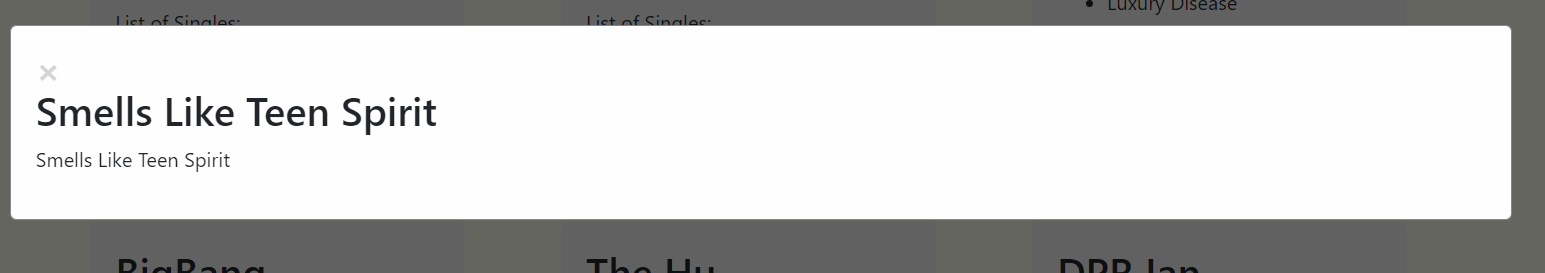 List of Singles:
List of Singles:
Luxury Disease
×
Smells Like Teen Spirit
Smells Like Teen Spirit
BigBang
The Hu
DPR Ian